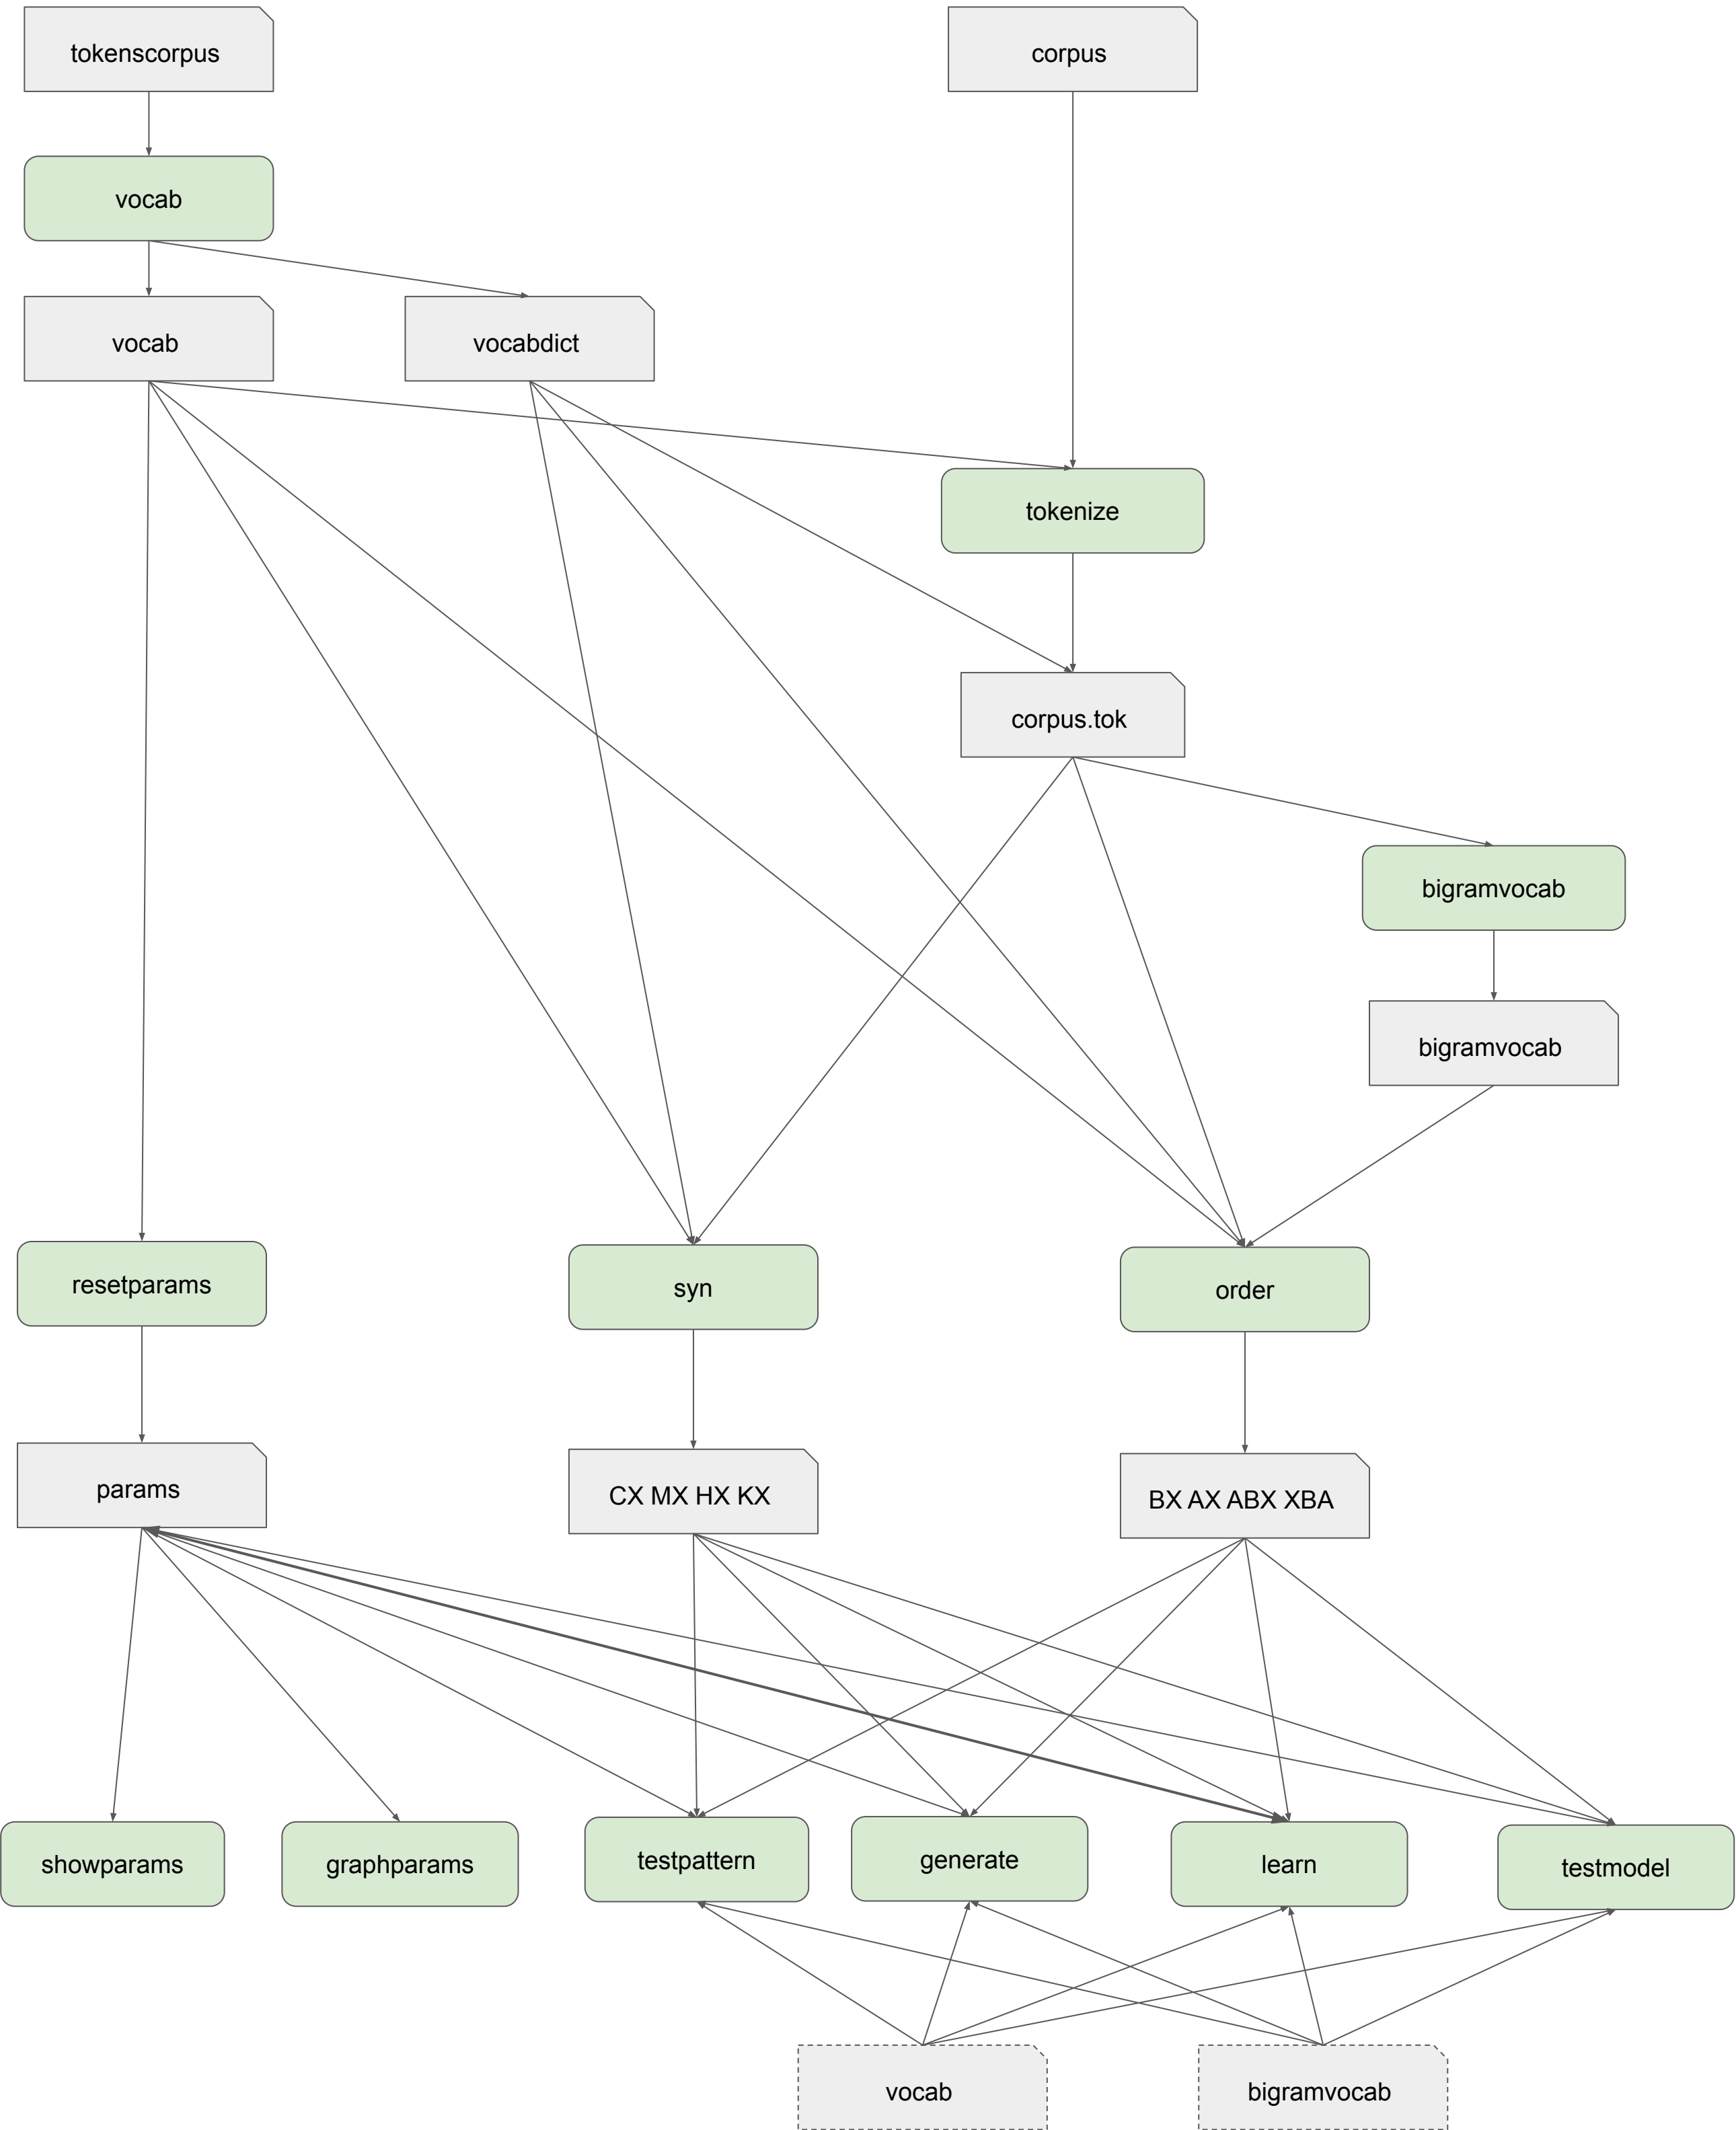 tokenscorpus
corpus
vocab
vocab
vocabdict
tokenize
corpus.tok
bigramvocab
bigramvocab
resetparams
syn
order
params
CX MX HX KX
BX AX ABX XBA
showparams
graphparams
testpattern
generate
learn
testmodel
vocab
bigramvocab